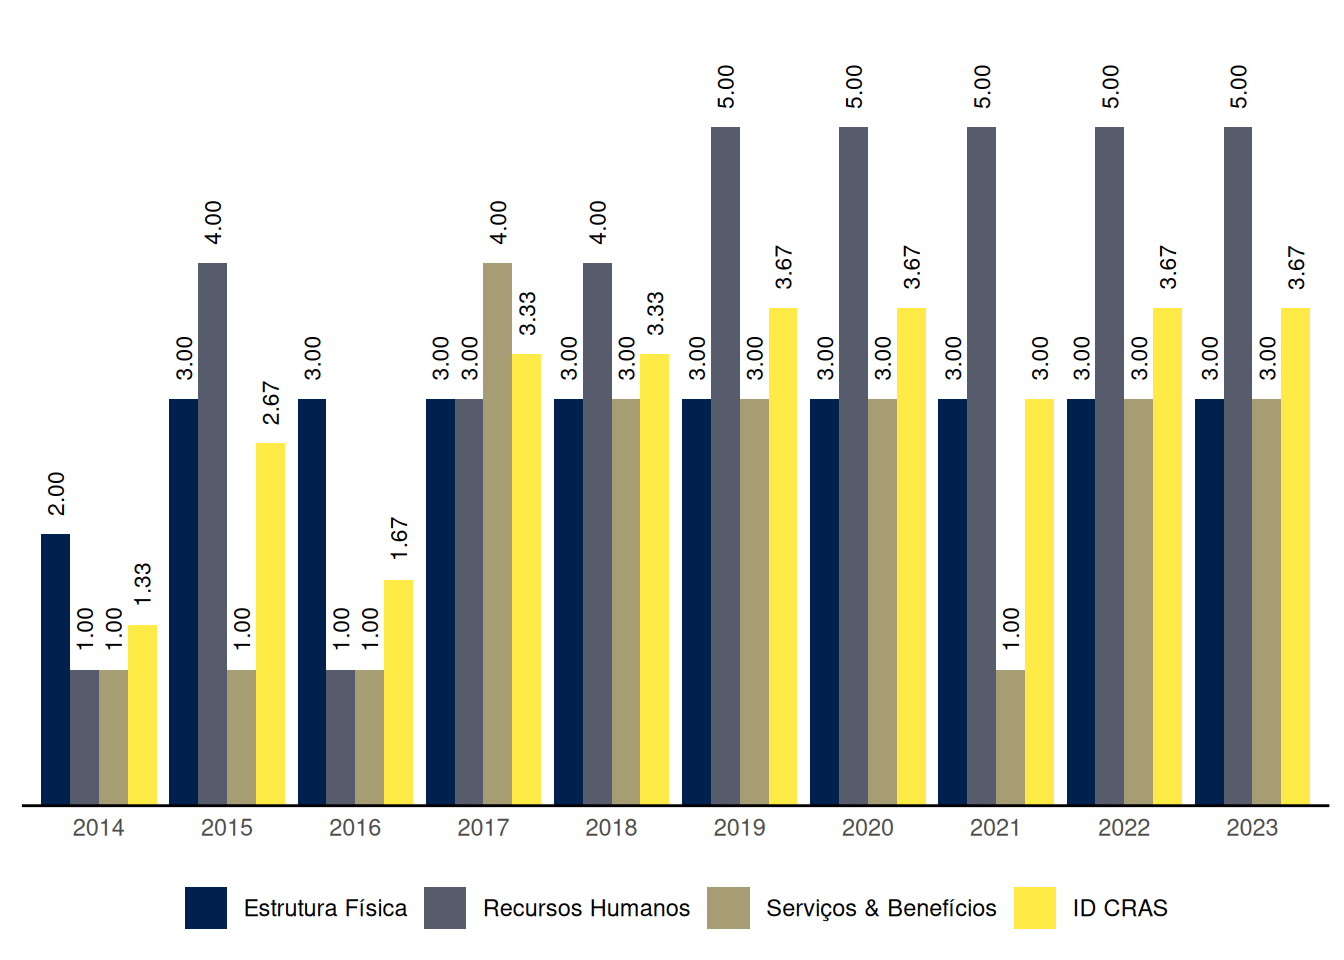 2.00 1.00 1.00 1.33
3.00 4.00 1.00 2.67
3.00 1.00 1.00 1.67
3.00 3.00 4.00 3.33
3.00 4.00 3.00 3.33
3.00 5.00 3.00 3.67
3.00 5.00 3.00 3.67
3.00 5.00 1.00 3.00
3.00 5.00 3.00 3.67
3.00 5.00 3.00 3.67
2014 2015 2016 2017 2018 2019 2020 2021 2022 2023
Estrutura Física Recursos Humanos Serviços & Benefícios ID CRAS